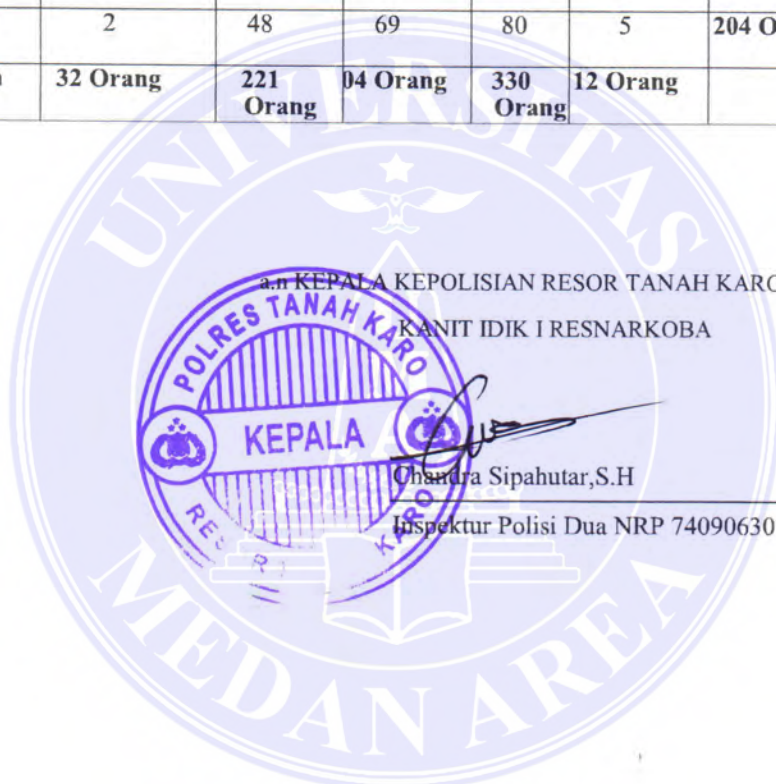 2 48 69 80 5 204 O
32 Orang 221 Orang 04 Orang 330 Orang 12 Orang
UNIVERSITAS
a.n KEPALA KEPOLISIAN RESOR TANAH KARO
KANIT IDIK I RESNARKOBA
POLRES TANAH KARO
KEPALA
RESOR
KARO
Chandra Sipahutar,S.H
Inspektur Polisi Dua NRP 74090630
MEDAN AREA